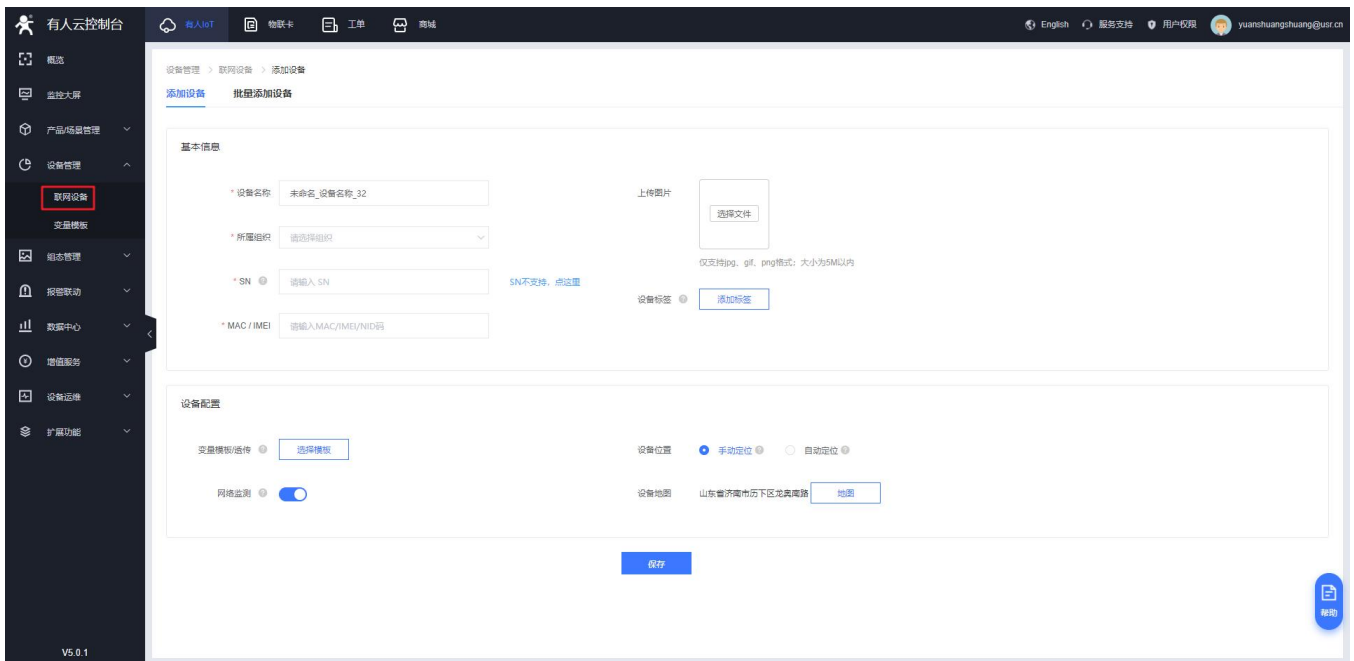 有人云控制台
有人IoT 物联卡 工单 商城
English 服务支持 用户权限 yuanshuangshuang@usr.cn
概览
监控大屏
产品/场景管理
设备管理
联网设备
变量模板
组态管理
报警联动
数据中心
增值服务
设备运维
扩展功能
V5.0.1
设备管理 > 联网设备 > 添加设备
添加设备 批量添加设备
基本信息
* 设备名称 未命名_设备名称_32
* 所属组织 请选择组织
* SN 请输入 SN SN不支持，点这里
* MAC / IMEI 请输入MAC/IMEI/NID码
上传图片 选择文件
仅支持jpg、gif、png格式；大小为5M以内
设备标签 添加标签
设备配置
变量模板/透传 选择模板
网络监测
设备位置 手动定位 自动定位
设备地图 山东省济南市历下区龙奥南路 地图
保存
帮助